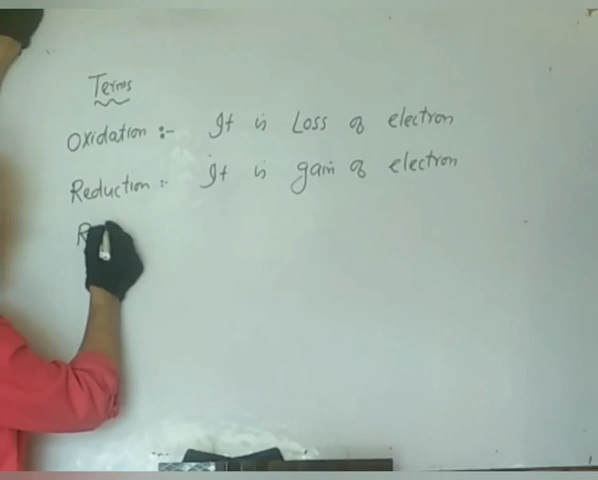 Terms
Oxidation :- It is Loss of electron
Reduction :- It is gain of electron
R